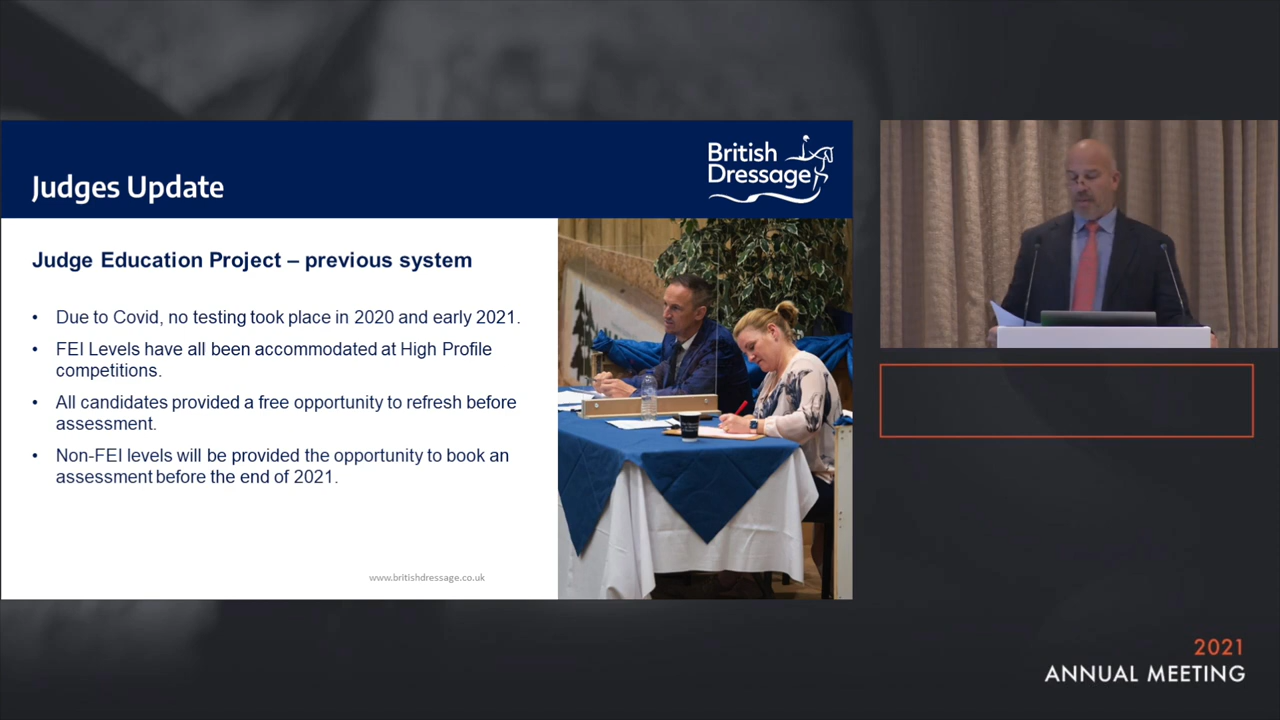 Judges Update
British
Dressage
Judge Education Project – previous system
• Due to Covid, no testing took place in 2020 and early 2021.
• FEI Levels have all been accommodated at High Profile
competitions.
• All candidates provided a free opportunity to refresh before
assessment.
• Non-FEI levels will be provided the opportunity to book an
assessment before the end of 2021.
www.britishdressage.co.uk
2021
ANNUAL MEETING